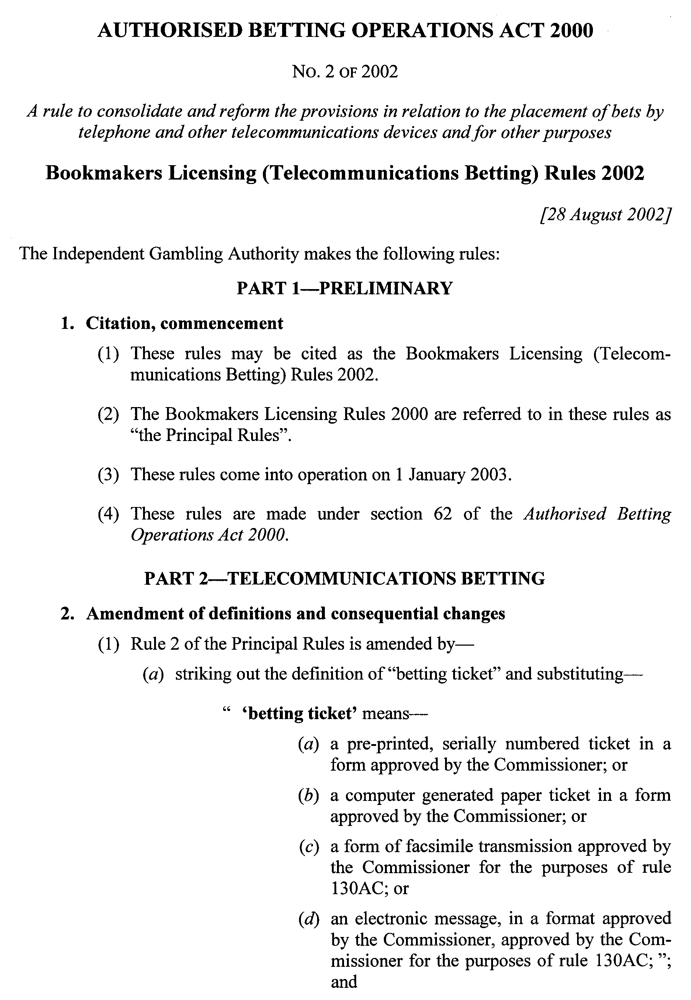 AUTHORISED BETTING OPERATIONS ACT 2000
NO. 2 OF 2002
A rule to consolidate and reform the provisions in relation to the placement of bets by
telephone and other telecommunications devices and for other purposes
Bookmakers Licensing (Telecommunications Betting) Rules 2002
[28 August 2002]
The Independent Gambling Authority makes the following rules:
PART 1—PRELIMINARY
1. Citation, commencement
(1) These rules may be cited as the Bookmakers Licensing (Telecom-
munications Betting) Rules 2002.
(2) The Bookmakers Licensing Rules 2000 are referred to in these rules as
“the Principal Rules”.
(3) These rules come into operation on 1 January 2003.
(4) These rules are made under section 62 of the Authorised Betting
Operations Act 2000.
PART 2—TELECOMMUNICATIONS BETTING
2. Amendment of definitions and consequential changes
(1) Rule 2 of the Principal Rules is amended by—
(a) striking out the definition of “betting ticket” and substituting—
“ ‘betting ticket’ means—
(a) a pre-printed, serially numbered ticket in a
form approved by the Commissioner; or
(b) a computer generated paper ticket in a form
approved by the Commissioner; or
(c) a form of facsimile transmission approved by
the Commissioner for the purposes of rule
130AC; or
(d) an electronic message, in a format approved
by the Commissioner, approved by the Com-
missioner for the purposes of rule 130AC; ”;
and